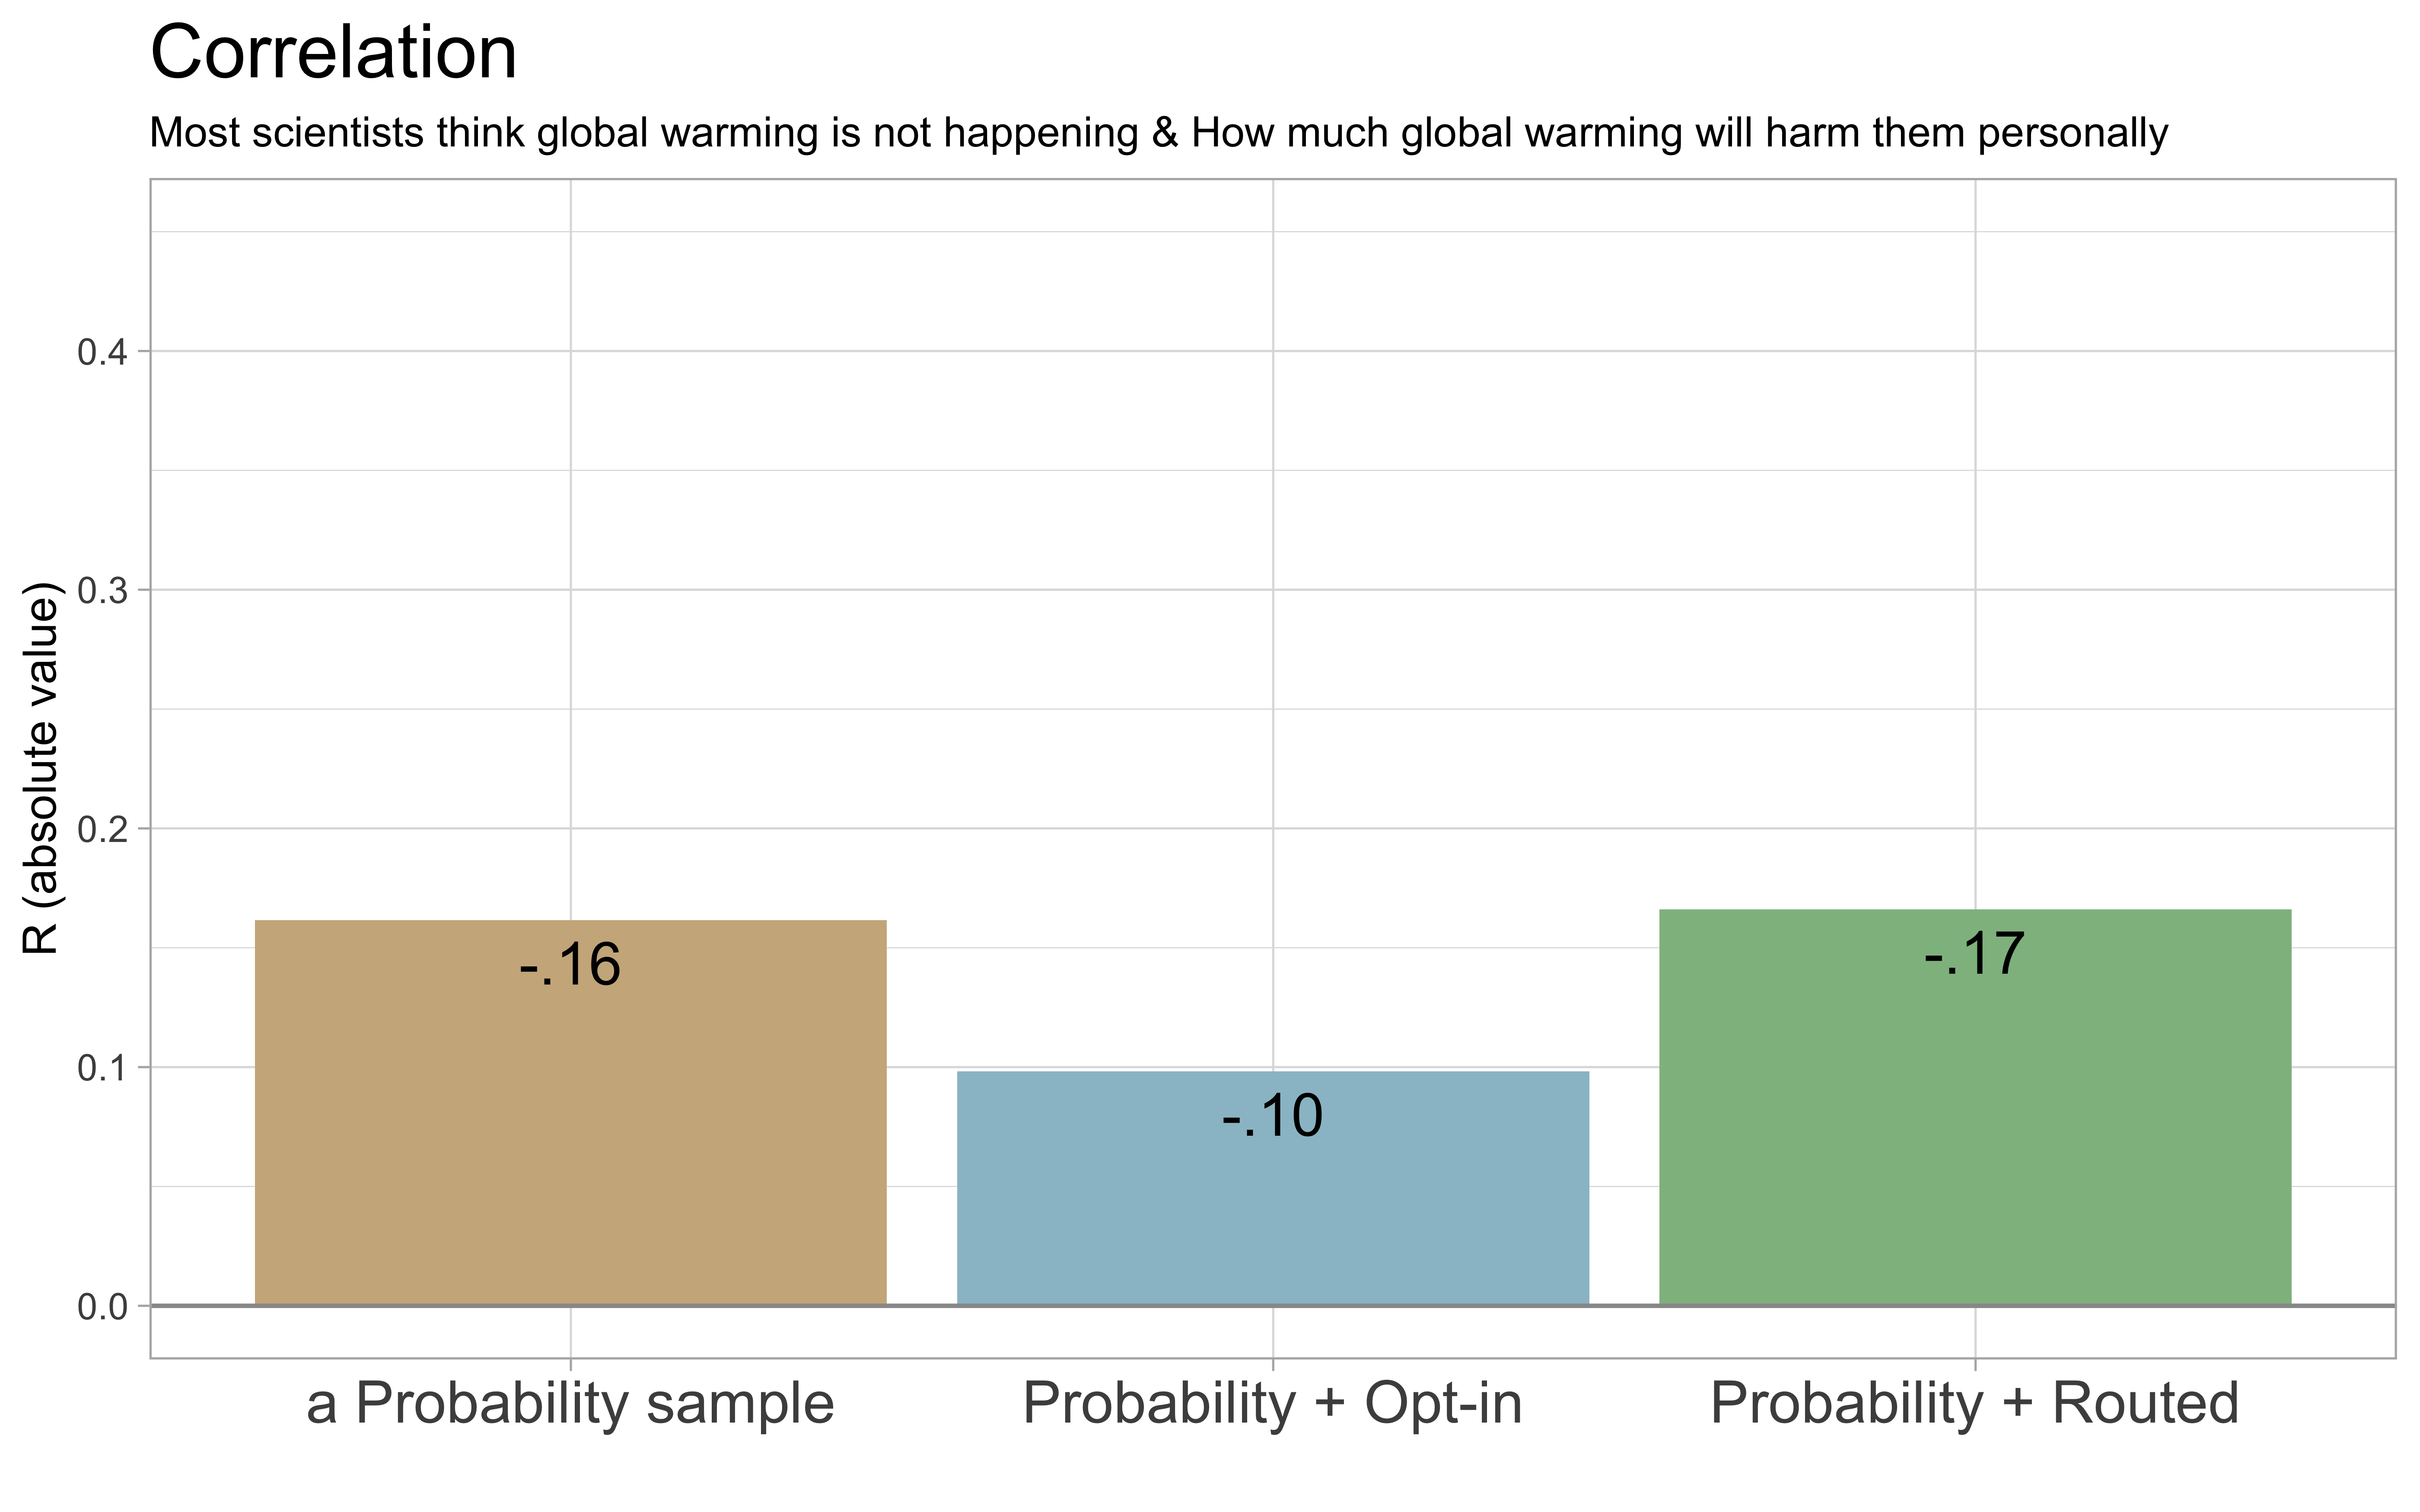 Correlation
Most scientists think global warming is not happening & How much global warming will harm them personally
R (absolute value)
0.4
0.3
0.2
0.1
0.0
-.16
-.10
-.17
a Probability sample
Probability + Opt-in
Probability + Routed